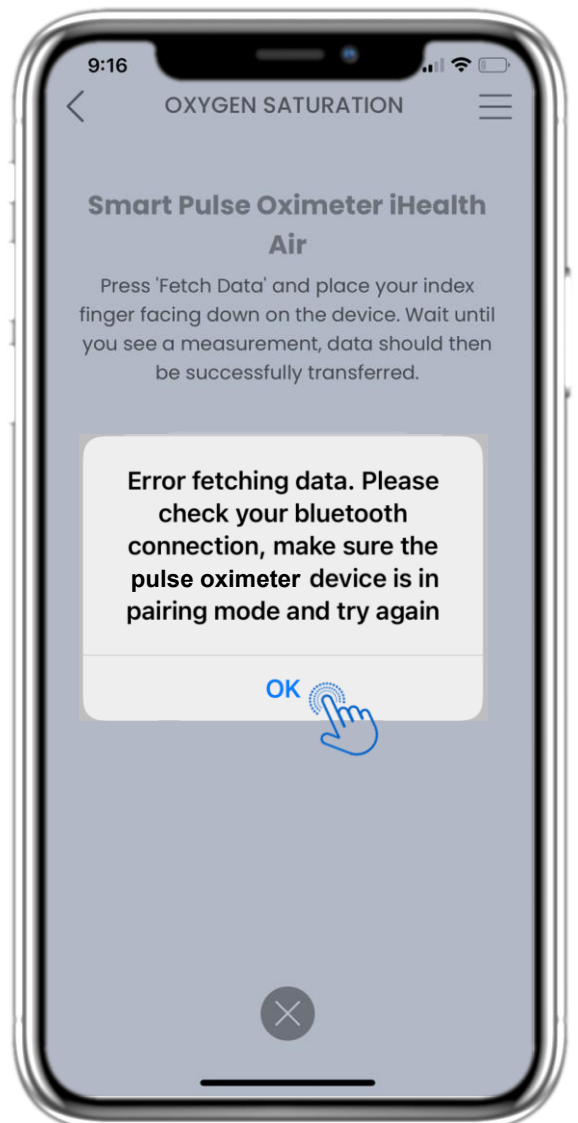 9:16
OXYGEN SATURATION
Smart Pulse Oximeter iHealth
Air
Press 'Fetch Data' and place your index
finger facing down on the device. Wait until
you see a measurement, data should then
be successfully transferred.
Error fetching data. Please
check your bluetooth
connection, make sure the
pulse oximeter device is in
pairing mode and try again
OK